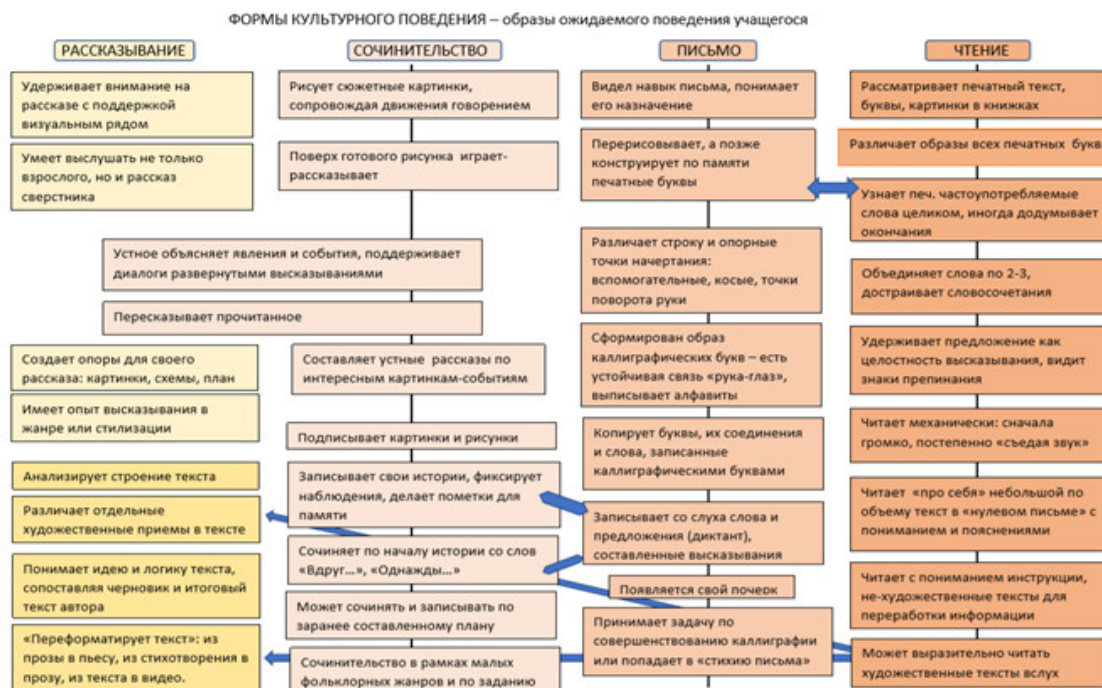 ФОРМЫ КУЛЬТУРНОГО ПОВЕДЕНИЯ – образы ожидаемого поведения учащегося
РАССКАЗЫВАНИЕ
Удерживает внимание на
рассказе с поддержкой
визуальным рядом
Умеет выслушать не только
взрослого, но и рассказ
сверстника
Устное объясняет явления и события, поддерживает
диалоги развернутыми высказываниями
Пересказывает прочитанное
Создает опоры для своего
рассказа: картинки, схемы, план
Имеет опыт высказывания в
жанре или стилизации
Анализирует строение текста
Различает отдельные
художественные приемы в тексте
Понимает идею и логику текста,
сопоставляя черновик и итоговый
текст автора
«Переформатирует текст»: из
прозы в пьесу, из стихотворения в
прозу, из текста в видео.
СОЧИНИТЕЛЬСТВО
Рисует сюжетные картинки,
сопровождая движения говорением
Поверх готового рисунка играет-
рассказывает
Составляет устные рассказы по
интересным картинкам-событиям
Подписывает картинки и рисунки
Записывает свои истории, фиксирует
наблюдения, делает пометки для
памяти
Сочиняет по началу истории со слов
«Вдруг…», «Однажды…»
Может сочинять и записывать по
заранее составленному плану
Сочинительство в рамках малых
фольклорных жанров и по заданию
ПИСЬМО
Видел навык письма, понимает
его назначение
Перерисовывает, а позже
конструирует по памяти
печатные буквы
Различает строку и опорные
точки начертания:
вспомогательные, косые, точки
поворота руки
Сформирован образ
каллиграфических букв – есть
устойчивая связь «рука-глаз»,
выписывает алфавиты
Копирует буквы, их соединения
и слова, записанные
каллиграфическими буквами
Записывает со слуха слова и
предложения (диктант),
составленные высказывания
Появляется свой почерк
Принимает задачу по
совершенствованию каллиграфии
или попадает в «стихию письма»
ЧТЕНИЕ
Рассматривает печатный текст,
буквы, картинки в книжках
Различает образы всех печатных букв
Узнает печ. частоупотребляемые
слова целиком, иногда додумывает
окончания
Объединяет слова по 2-3,
достраивает словосочетания
Удерживает предложение как
целостность высказывания, видит
знаки препинания
Читает механически: сначала
громко, постепенно «съедая звук»
Читает «про себя» небольшой по
объему текст в «нулевом письме» с
пониманием и пояснениями
Читает с пониманием инструкции,
не-художественные тексты для
переработки информации
Может выразительно читать
художественные тексты вслух